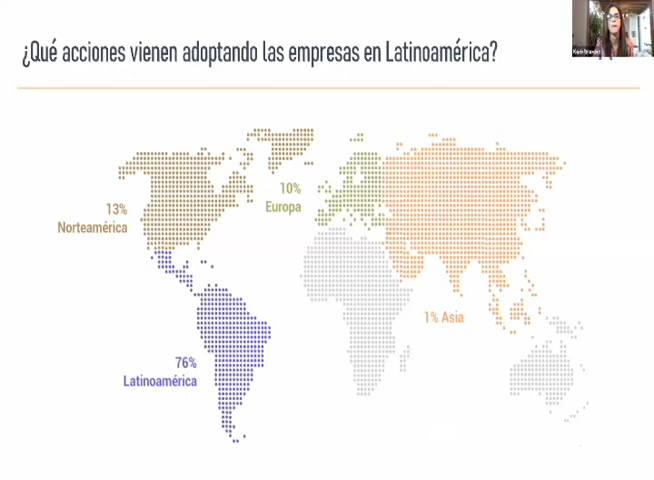 ¿Qué acciones vienen adoptando las empresas en Latinoamérica?
13%
Norteamérica
10%
Europa
1% Asia
76%
Latinoamérica